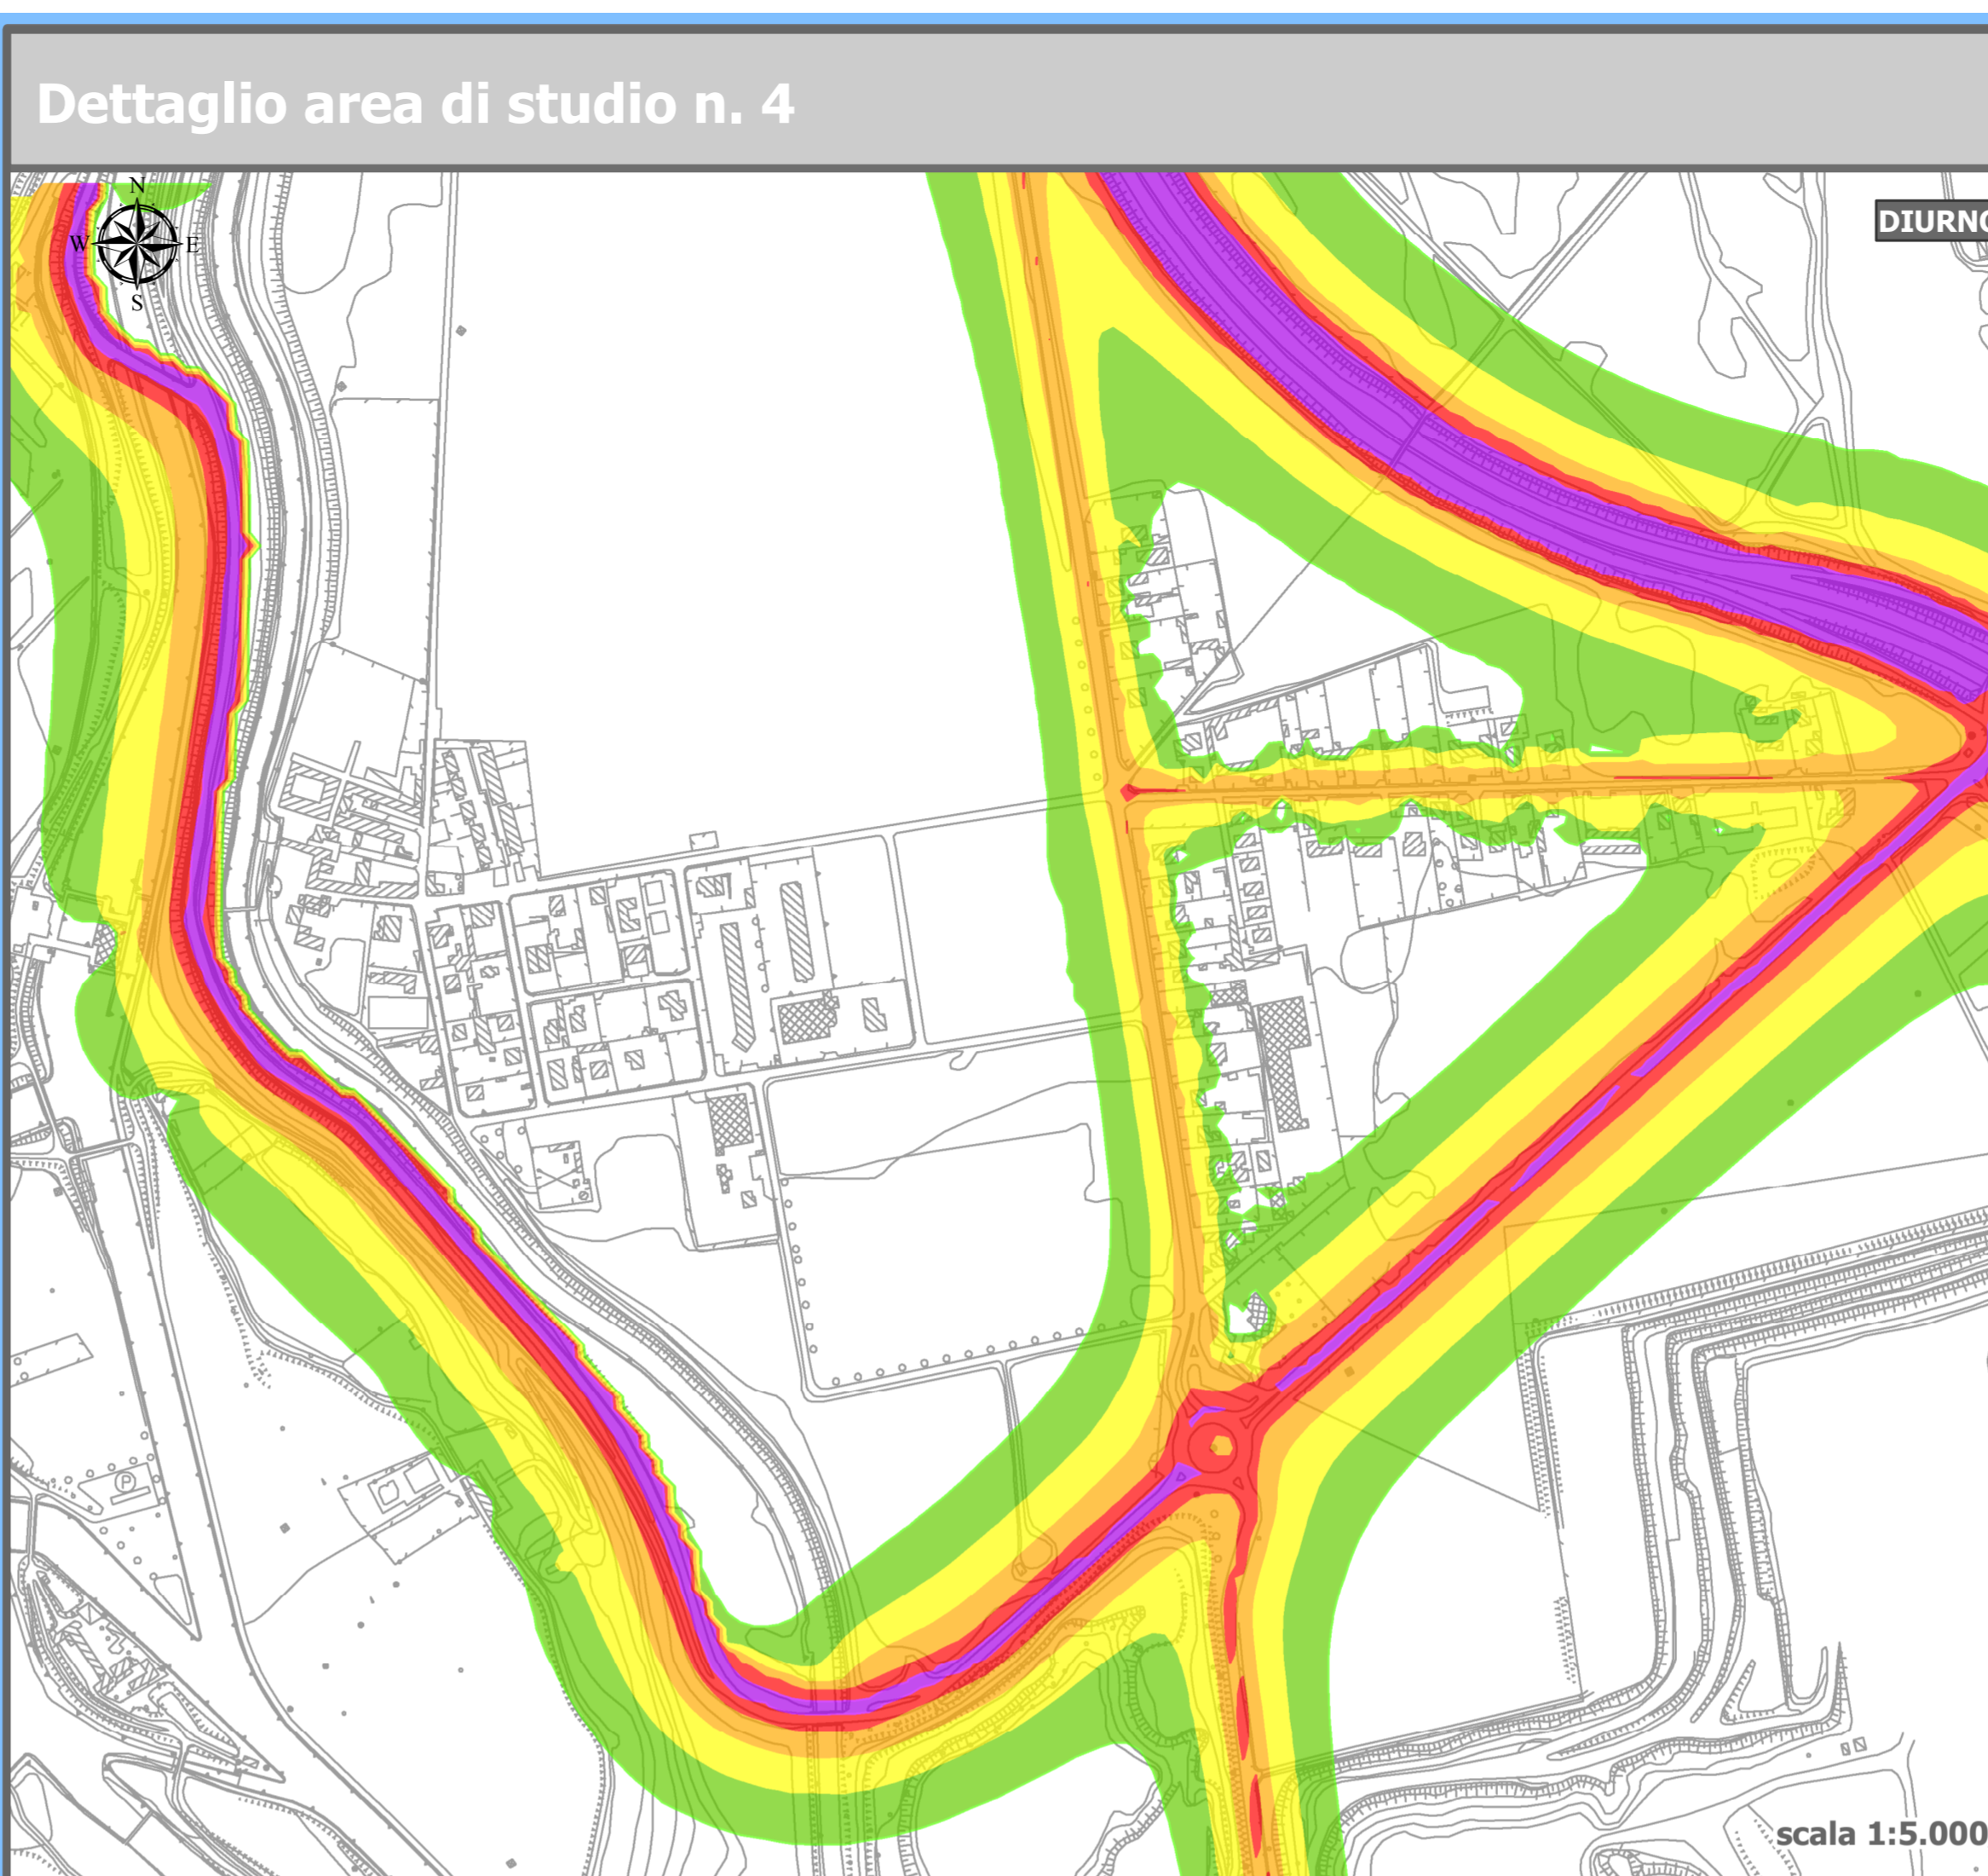 Dettaglio area di studio n. 4
N
W E
S
DIURNO
P
scala 1:5.000